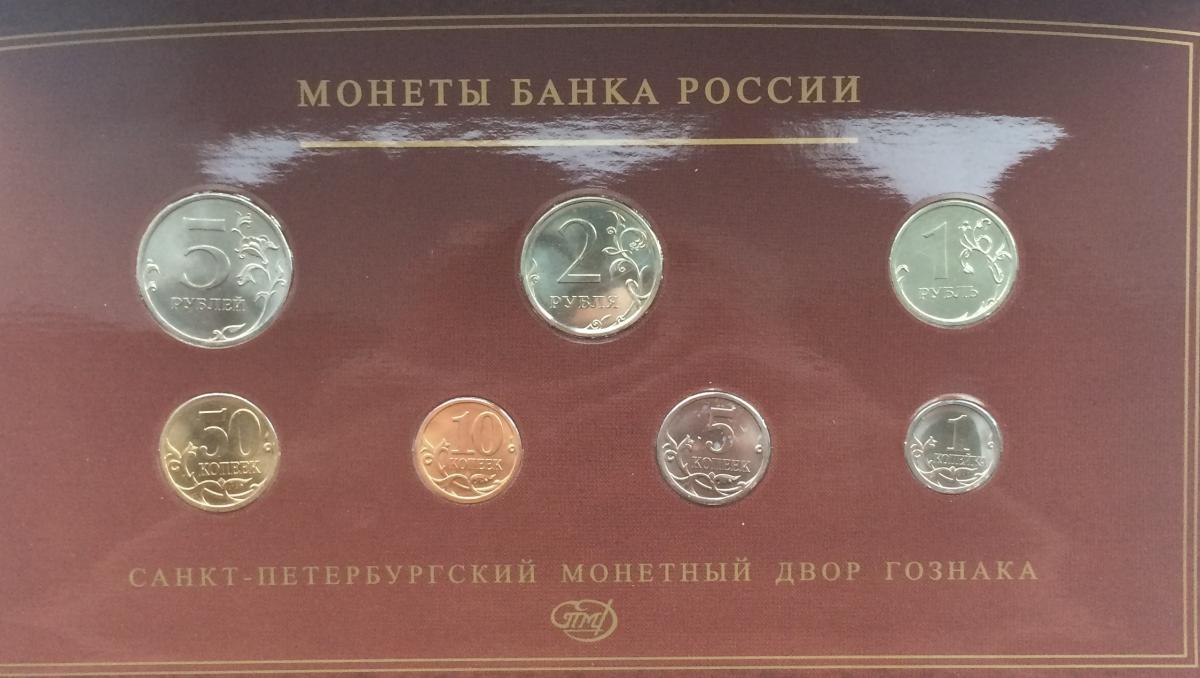 МОНЕТЫ БАНКА РОССИИ
5
РУБЛЕЙ
2
РУБЛЯ
1
РУБЛЬ
50
КОПЕЕК
10
КОПЕЕК
5
КОПЕЕК
1
КОПЕЙКА
САНКТ-ПЕТЕРБУРГСКИЙ МОНЕТНЫЙ ДВОР ГОЗНАКА
СПМД